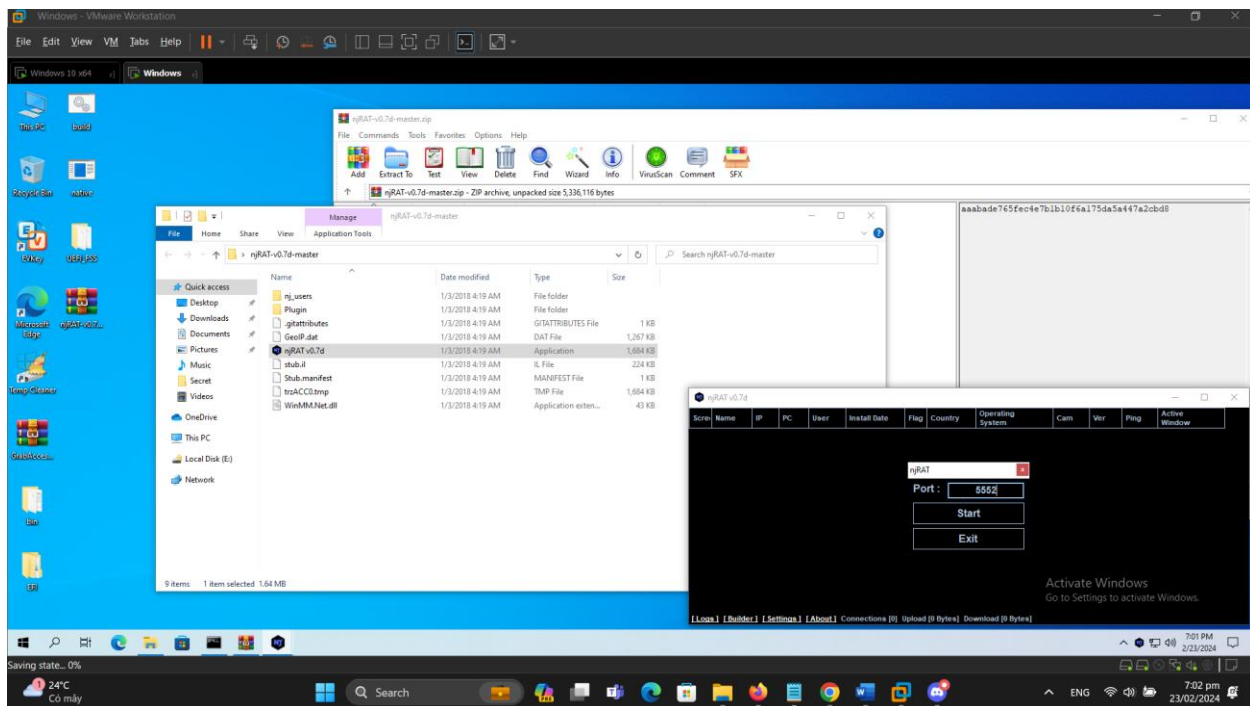 Windows - VMware Workstation
File Edit View VM Tabs Help
Windows 10 x64 Windows
This PC build
Recycle Bin native
EVKey UEFI_PSS
Microsoft Edge njRAT-v0.7...
Temp Cleaner
GrabAcces...
bin
EFI
njRAT-v0.7d-master.zip
File Commands Tools Favorites Options Help
Add Extract To Test View Delete Find Wizard Info VirusScan Comment SFX
njRAT-v0.7d-master.zip - ZIP archive, unpacked size 5,336,116 bytes
aaabade765fec4e7b1b10f6a175da5a447a2cbd8
Manage njRAT-v0.7d-master
File Home Share View Application Tools
njRAT-v0.7d-master Search njRAT-v0.7d-master
Quick access
Desktop
Downloads
Documents
Pictures
Music
Secret
Videos
OneDrive
This PC
Local Disk (E:)
Network
Name Date modified Type Size
nj_users 1/3/2018 4:19 AM File folder
Plugin 1/3/2018 4:19 AM File folder
.gitattributes 1/3/2018 4:19 AM GITATTRIBUTES File 1 KB
GeoIP.dat 1/3/2018 4:19 AM DAT File 1,267 KB
njRAT v0.7d 1/3/2018 4:19 AM Application 1,684 KB
stub.il 1/3/2018 4:19 AM IL File 224 KB
Stub.manifest 1/3/2018 4:19 AM MANIFEST File 1 KB
trzACC0.tmp 1/3/2018 4:19 AM TMP File 1,684 KB
WinMM.Net.dll 1/3/2018 4:19 AM Application exten... 43 KB
9 items 1 item selected 1.64 MB
njRAT v0.7d
Scree Name IP PC User Install Date Flag Country Operating System Cam Ver Ping Active Window
njRAT
Port : 5552
Start
Exit
Activate Windows
Go to Settings to activate Windows.
[Logs] [Builder] [Settings] [About] Connections [0] Upload [0 Bytes] Download [0 Bytes]
7:01 PM
2/23/2024
Saving state... 0%
1
24°C
Có mây
Search
ENG
7:02 pm
23/02/2024